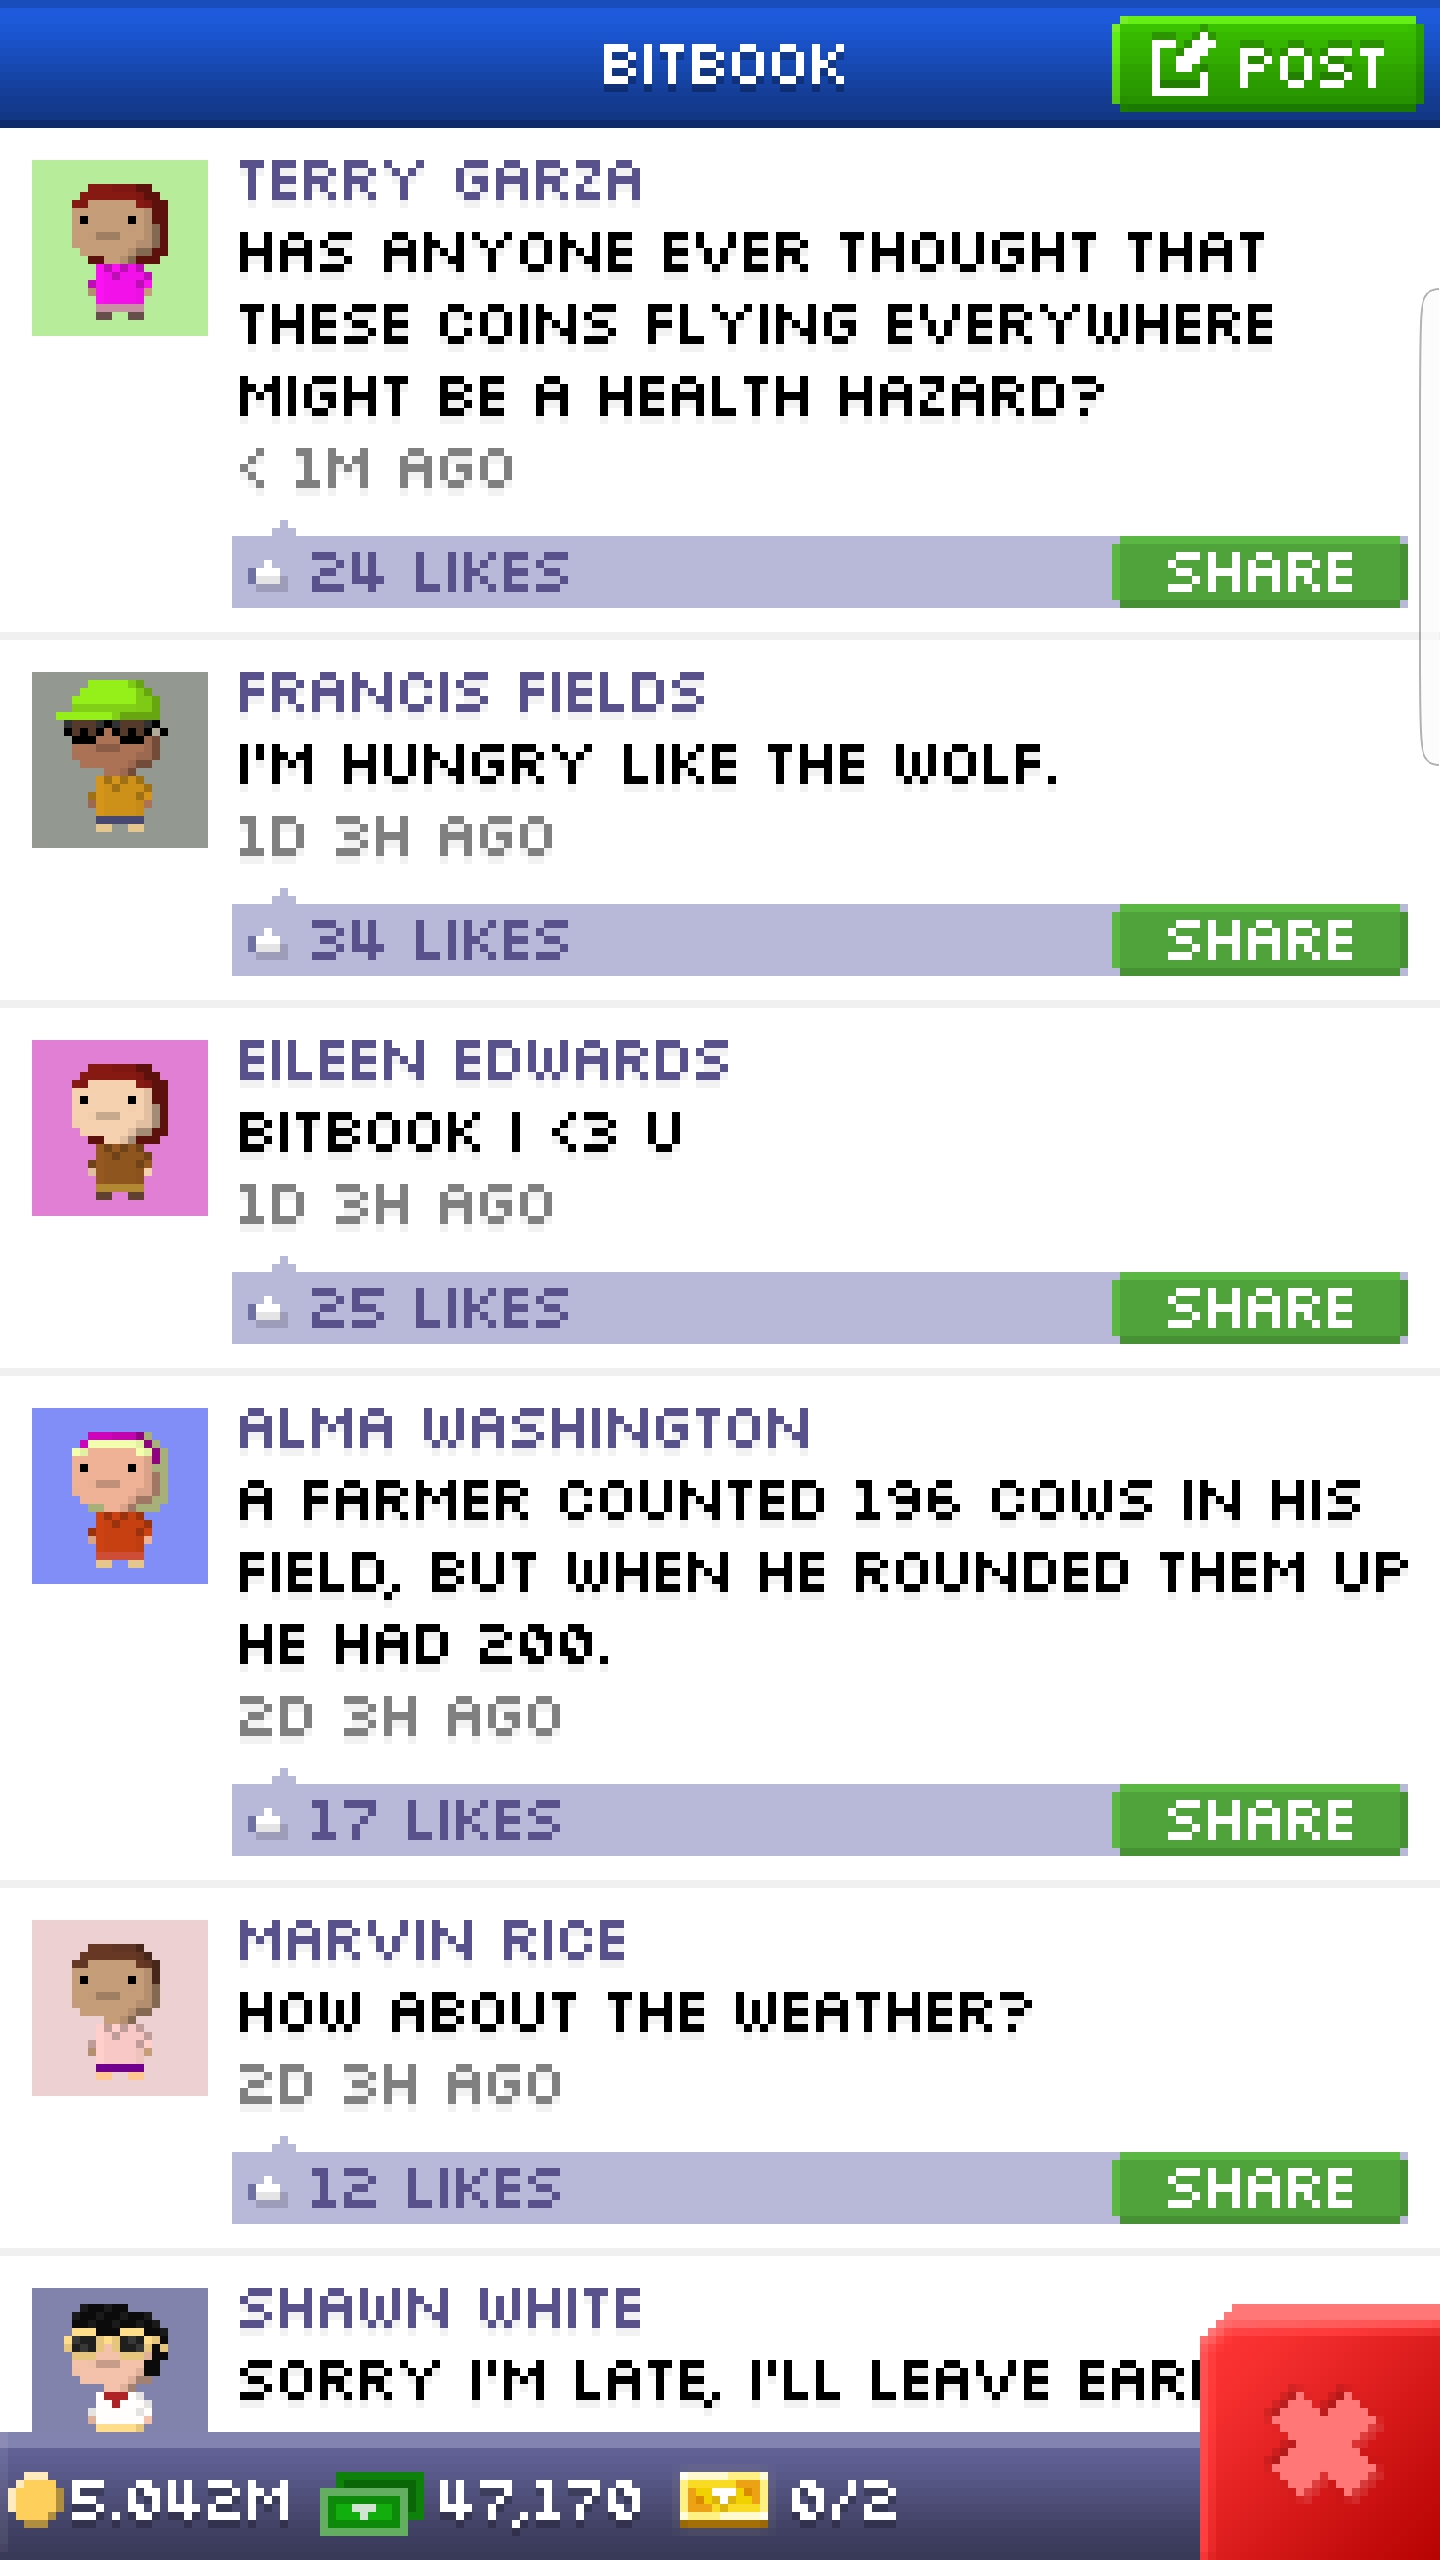 BITBOOK
POST
TERRY GARZA
HAS ANYONE EVER THOUGHT THAT
THESE COINS FLYING EVERYWHERE
MIGHT BE A HEALTH HAZARD?
< 1M AGO
24 LIKES
SHARE
FRANCIS FIELDS
I'M HUNGRY LIKE THE WOLF.
1D 3H AGO
34 LIKES
SHARE
EILEEN EDWARDS
BITBOOK I <3 U
1D 3H AGO
25 LIKES
SHARE
ALMA WASHINGTON
A FARMER COUNTED 196 COWS IN HIS
FIELD, BUT WHEN HE ROUNDED THEM UP
HE HAD 200.
2D 3H AGO
17 LIKES
SHARE
MARVIN RICE
HOW ABOUT THE WEATHER?
2D 3H AGO
12 LIKES
SHARE
SHAWN WHITE
SORRY I'M LATE, I'LL LEAVE
5.042M
47,170
0/2